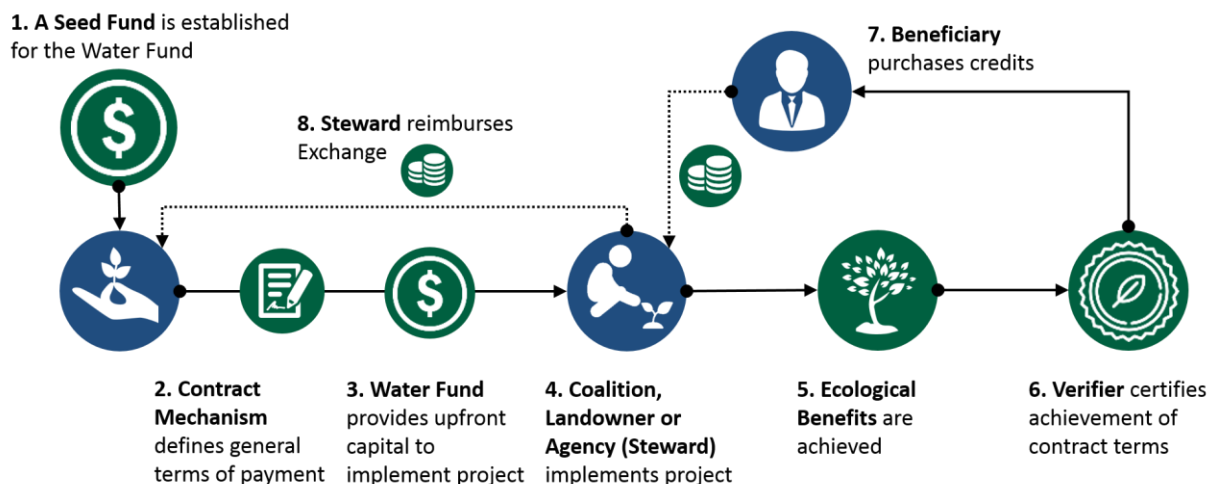 1. A Seed Fund is established
for the Water Fund
7. Beneficiary
purchases credits
8. Steward reimburses
Exchange
2. Contract
Mechanism
defines general
terms of payment
3. Water Fund
provides upfront
capital to
implement project
4. Coalition,
Landowner or
Agency (Steward)
implements project
5. Ecological
Benefits are
achieved
6. Verifier certifies
achievement of
contract terms